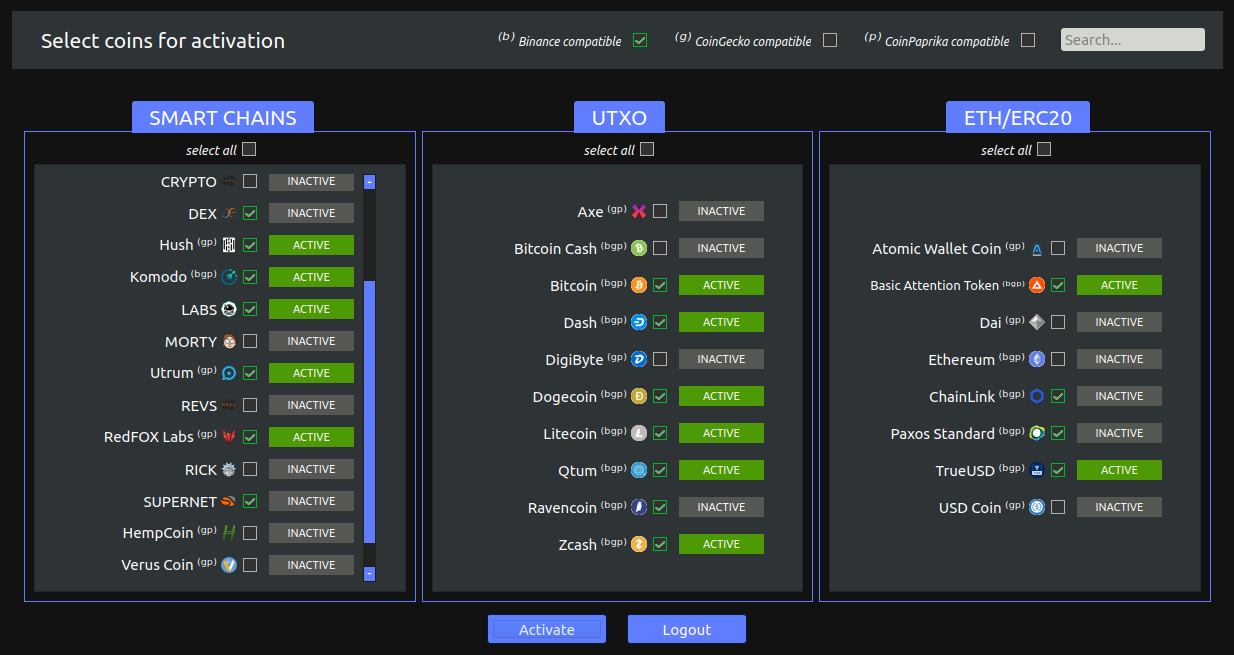 Select coins for activation
(b) Binance compatible
(g) CoinGecko compatible
(p) CoinPaprika compatible
Search...
SMART CHAINS
select all
CRYPTO INACTIVE
DEX INACTIVE
Hush (gp) ACTIVE
Komodo (bgp) ACTIVE
LABS ACTIVE
MORTY INACTIVE
Utrum (gp) ACTIVE
REVS INACTIVE
RedFOX Labs (gp) ACTIVE
RICK INACTIVE
SUPERNET INACTIVE
HempCoin (gp) INACTIVE
Verus Coin (gp) INACTIVE
UTXO
select all
Axe (gp) INACTIVE
Bitcoin Cash (bgp) INACTIVE
Bitcoin (bgp) ACTIVE
Dash (bgp) ACTIVE
DigiByte (gp) INACTIVE
Dogecoin (bgp) ACTIVE
Litecoin (bgp) ACTIVE
Qtum (bgp) ACTIVE
Ravencoin (bgp) INACTIVE
Zcash (bgp) ACTIVE
ETH/ERC20
select all
Atomic Wallet Coin (gp) INACTIVE
Basic Attention Token (bgp) ACTIVE
Dai (gp) INACTIVE
Ethereum (bgp) INACTIVE
ChainLink (bgp) INACTIVE
Paxos Standard (bgp) INACTIVE
TrueUSD (bgp) ACTIVE
USD Coin (gp) INACTIVE
Activate
Logout